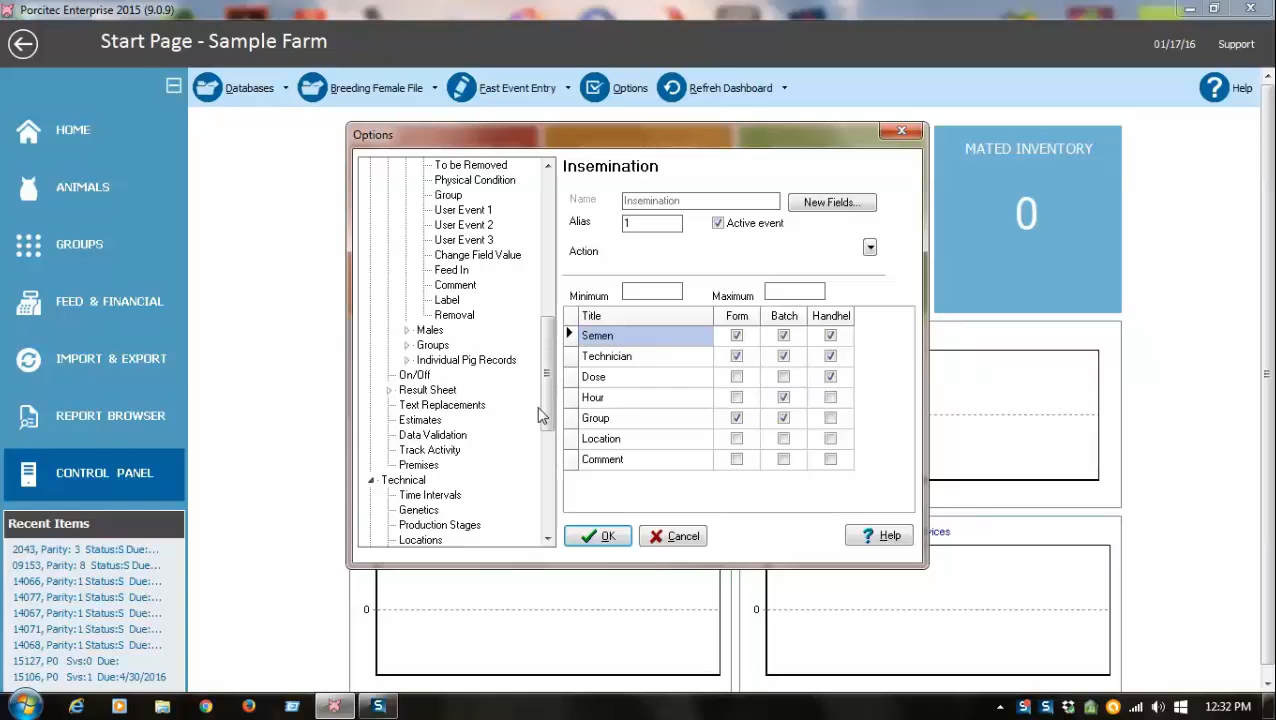 Porcitec Enterprise 2015 (9.0.9)
Start Page - Sample Farm
01/17/16
Support
Databases
Breeding Female File
Fast Event Entry
Options
Refreh Dashboard
Help
HOME
ANIMALS
GROUPS
FEED & FINANCIAL
IMPORT & EXPORT
REPORT BROWSER
CONTROL PANEL
Recent Items
2043, Parity: 3 Status:S Due:...
09153, Parity: 8 Status:S Due...
14066, Parity:1 Status:S Due:...
14077, Parity:1 Status:S Due:...
14067, Parity:1 Status:S Due:...
14071, Parity:1 Status:S Due:...
14068, Parity:1 Status:S Due:...
15127, P0 Svs:0 Due:
15106, P0 Svs:1 Due:4/30/2016
Options
To be Removed
Physical Condition
Group
User Event 1
User Event 2
User Event 3
Change Field Value
Feed In
Comment
Label
Removal
Males
Groups
Individual Pig Records
On/Off
Result Sheet
Text Replacements
Estimates
Data Validation
Track Activity
Premises
Technical
Time Intervals
Genetics
Production Stages
Locations
Insemination
Name
Insemination
New Fields...
Alias
1
Active event
Action
Minimum
Maximum
Title Form Batch Handhel
Semen
Technician
Dose
Hour
Group
Location
Comment
OK
Cancel
Help
MATED INVENTORY
0
vices
0
0
12:32 PM